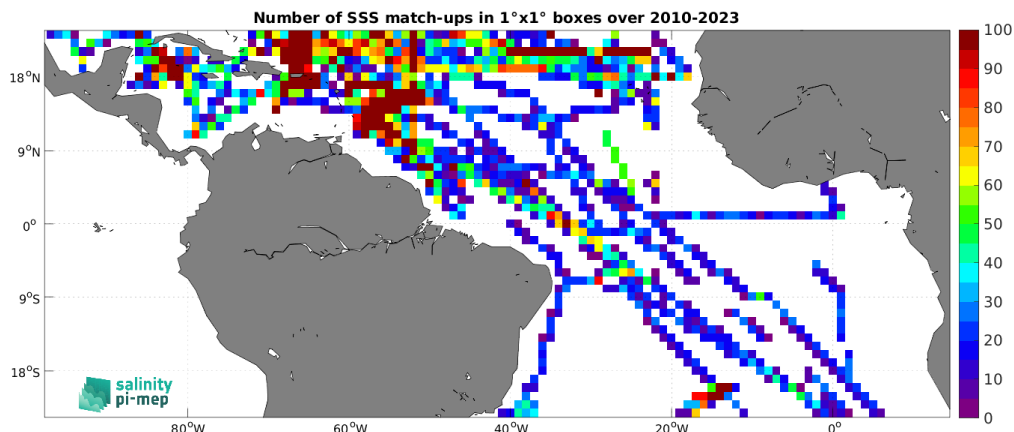 Number of SSS match-ups in 1°x1° boxes over 2010-2023
100
90
80
70
60
50
40
30
20
10
0
18°N
9°N
0°
9°S
18°S
80°W
60°W
40°W
20°W
0°
salinity
pi-mep